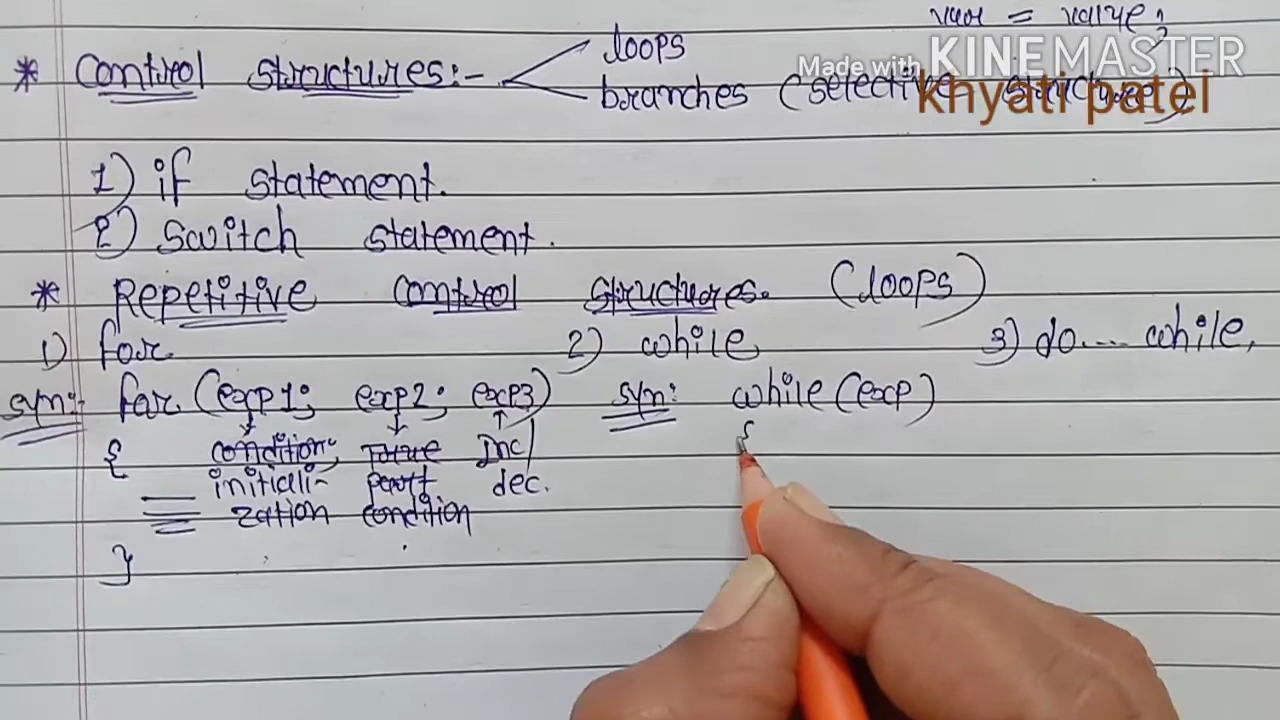 var = value;
* Control structures:- loops
branches (selective structure)
Made with KINEMASTER
khyati patel
1) if statement.
2) Switch statement.
* Repetitive control structures. (loops)
1) for 2) while 3) do.... while,
syn:- for (exp1; exp2; exp3) syn: while (exp)
{ condition; Inc/ {
initiali- part dec.
zation condition
}